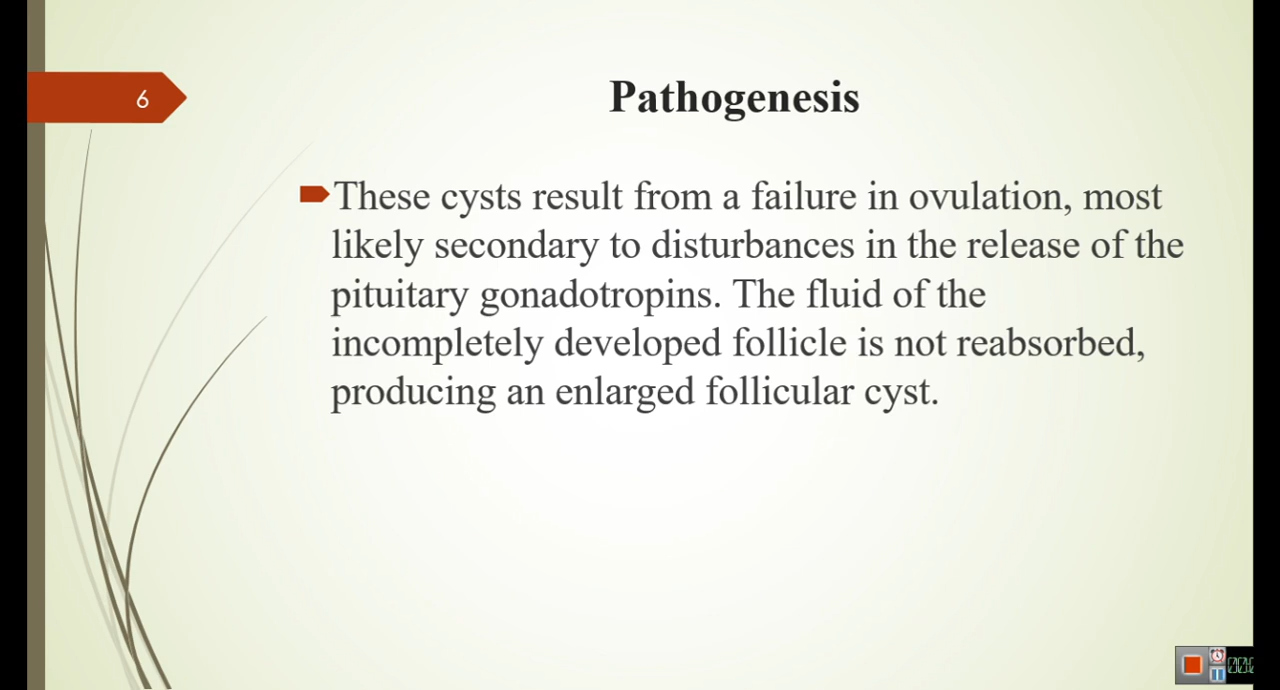 6
Pathogenesis
These cysts result from a failure in ovulation, most
likely secondary to disturbances in the release of the
pituitary gonadotropins. The fluid of the
incompletely developed follicle is not reabsorbed,
producing an enlarged follicular cyst.